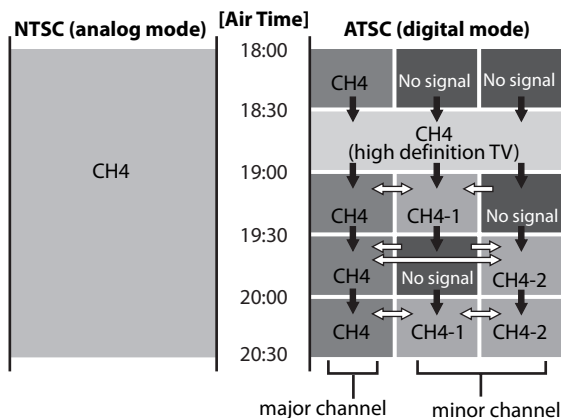 NTSC (analog mode)
[Air Time]
ATSC (digital mode)
18:00
CH4
No signal
No signal
18:30
CH4
(high definition TV)
CH4
19:00
CH4
CH4-1
No signal
19:30
CH4
No signal
CH4-2
20:00
CH4
CH4-1
CH4-2
20:30
major channel
minor channel